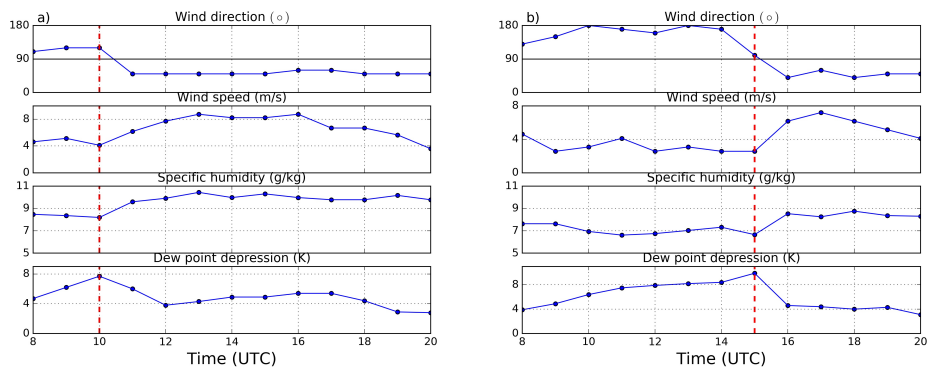 a) Wind direction (∘)
180
90
0
Wind speed (m/s)
8
4
0
Specific humidity (g/kg)
11
9
7
5
Dew point depression (K)
8
4
0
8 10 12 14 16 18 20
Time (UTC)
b) Wind direction (∘)
180
90
0
Wind speed (m/s)
8
4
0
Specific humidity (g/kg)
11
9
7
5
Dew point depression (K)
8
4
0
8 10 12 14 16 18 20
Time (UTC)